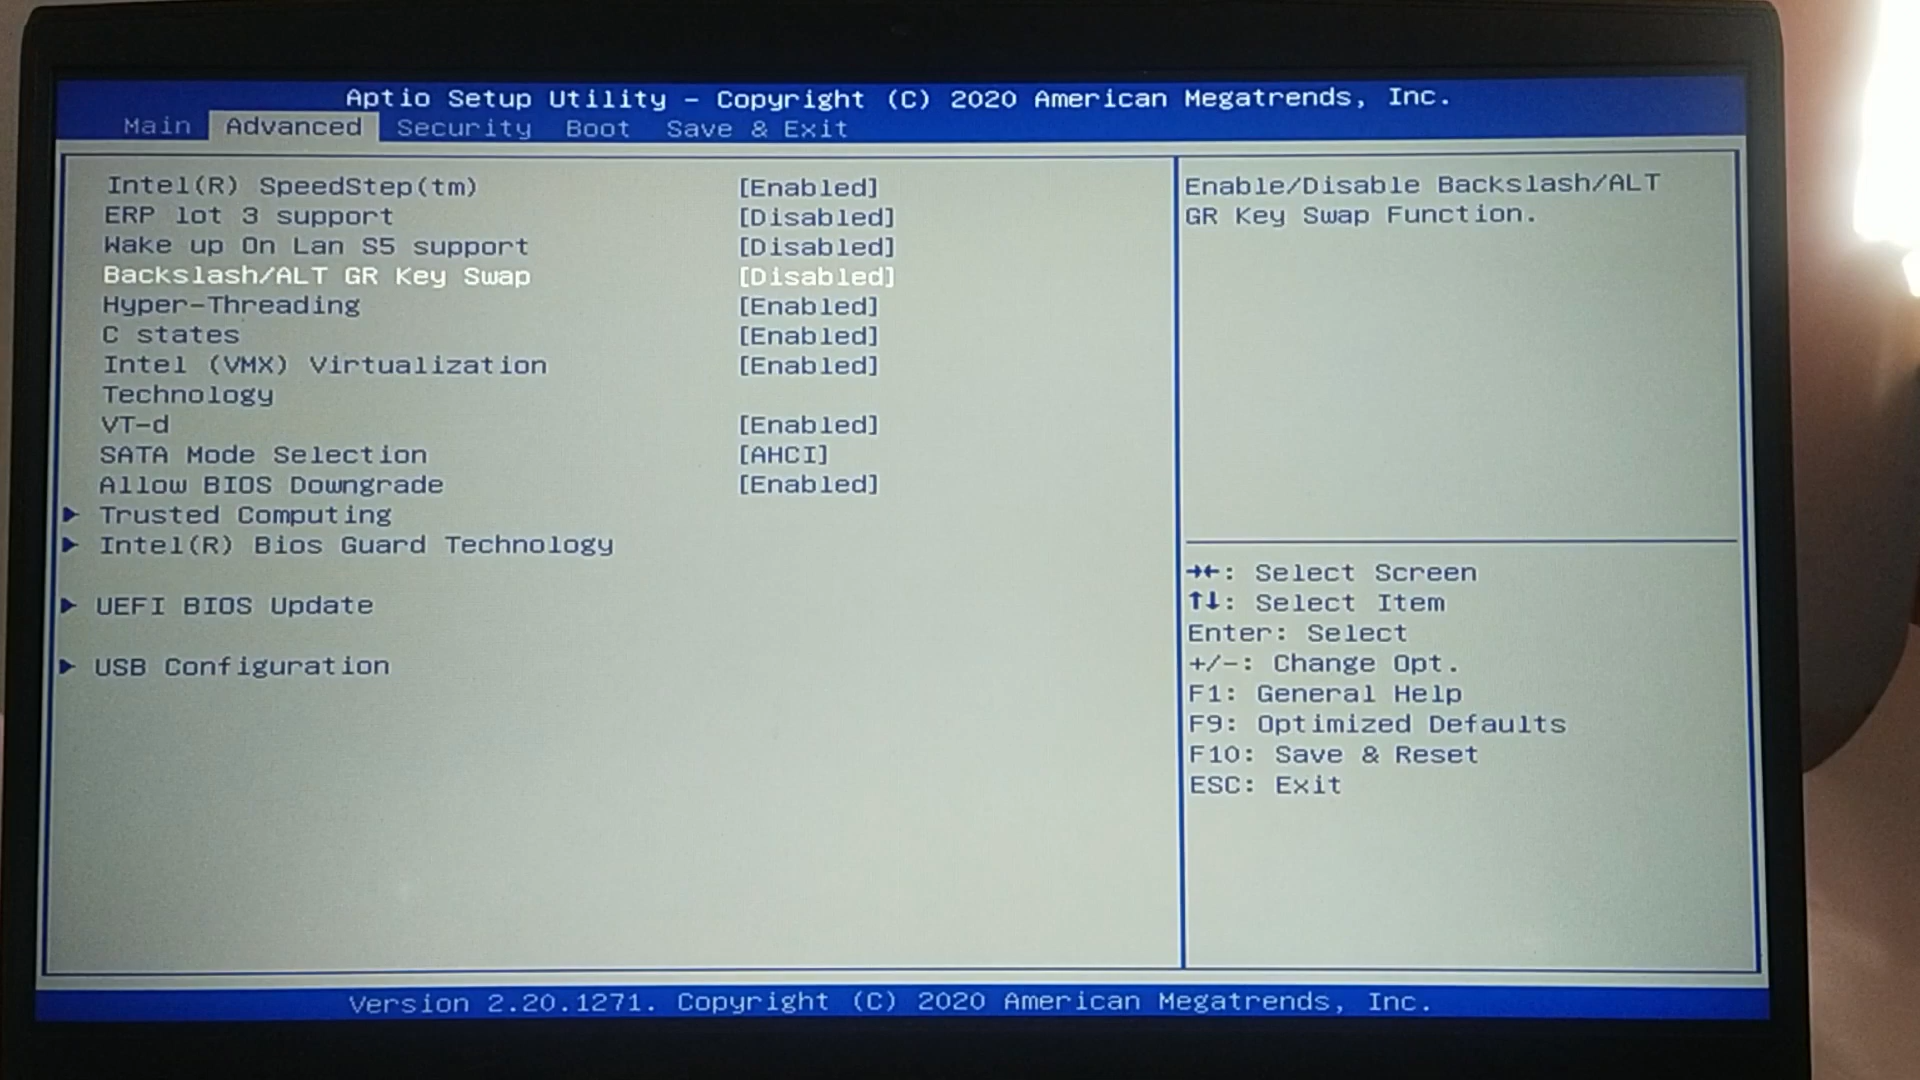 Aptio Setup Utility – Copyright (C) 2020 American Megatrends, Inc.
Main Advanced Security Boot Save & Exit
Intel(R) SpeedStep(tm) [Enabled]
ERP lot 3 support [Disabled]
Wake up On Lan S5 support [Disabled]
Backslash/ALT GR Key Swap [Disabled]
Hyper-Threading [Enabled]
C states [Enabled]
Intel (VMX) Virtualization [Enabled]
Technology
VT-d [Enabled]
SATA Mode Selection [AHCI]
Allow BIOS Downgrade [Enabled]
Trusted Computing
Intel(R) Bios Guard Technology
UEFI BIOS Update
USB Configuration
Enable/Disable Backslash/ALT
GR Key Swap Function.
→←: Select Screen
↑↓: Select Item
Enter: Select
+/-: Change Opt.
F1: General Help
F9: Optimized Defaults
F10: Save & Reset
ESC: Exit
Version 2.20.1271. Copyright (C) 2020 American Megatrends, Inc.